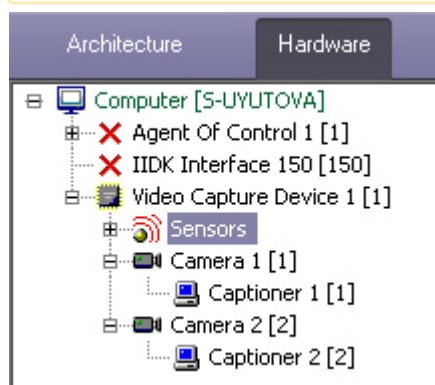 Architecture Hardware
Computer [S-UYUTOVA]
Agent Of Control 1 [1]
IIDK Interface 150 [150]
Video Capture Device 1 [1]
Sensors
Camera 1 [1]
Captioner 1 [1]
Camera 2 [2]
Captioner 2 [2]